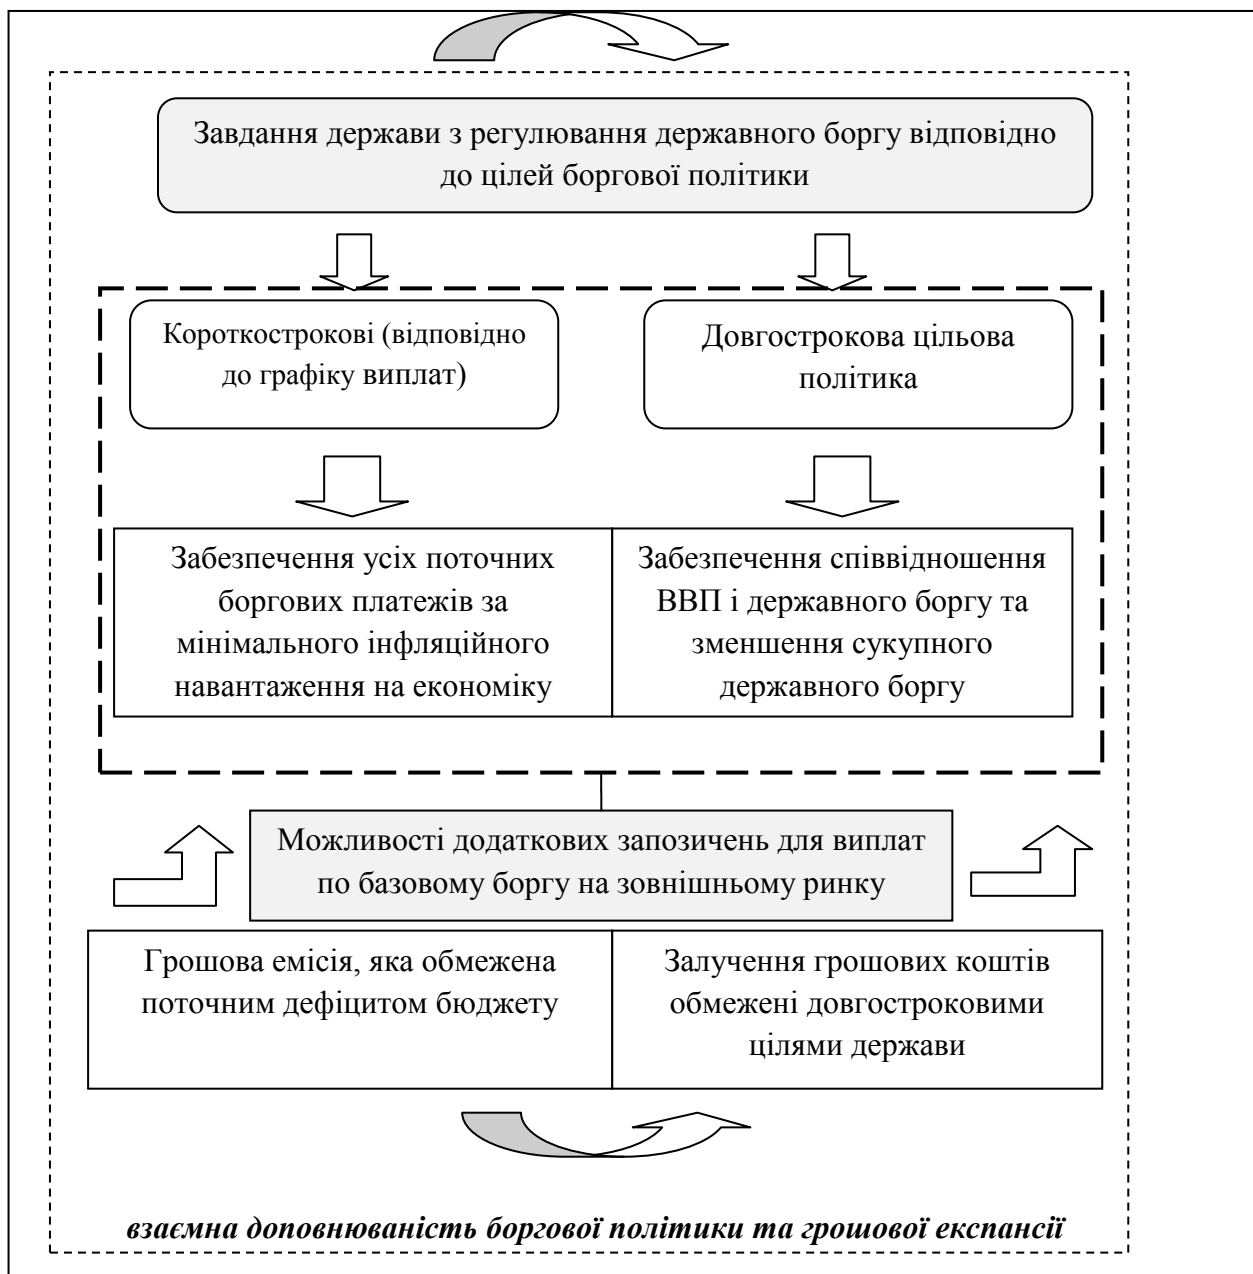 Завдання держави з регулювання державного боргу відповідно
до цілей боргової політики
Короткострокові (відповідно
до графіку виплат)
Довгострокова цільова
політика
Забезпечення усіх поточних
боргових платежів за
мінімального інфляційного
навантаження на економіку
Забезпечення співвідношення
ВВП і державного боргу та
зменшення сукупного
державного боргу
Можливості додаткових запозичень для виплат
по базовому боргу на зовнішньому ринку
Грошова емісія, яка обмежена
поточним дефіцитом бюджету
Залучення грошових коштів
обмежені довгостроковими
цілями держави
взаємна доповнюваність боргової політики та грошової експансії